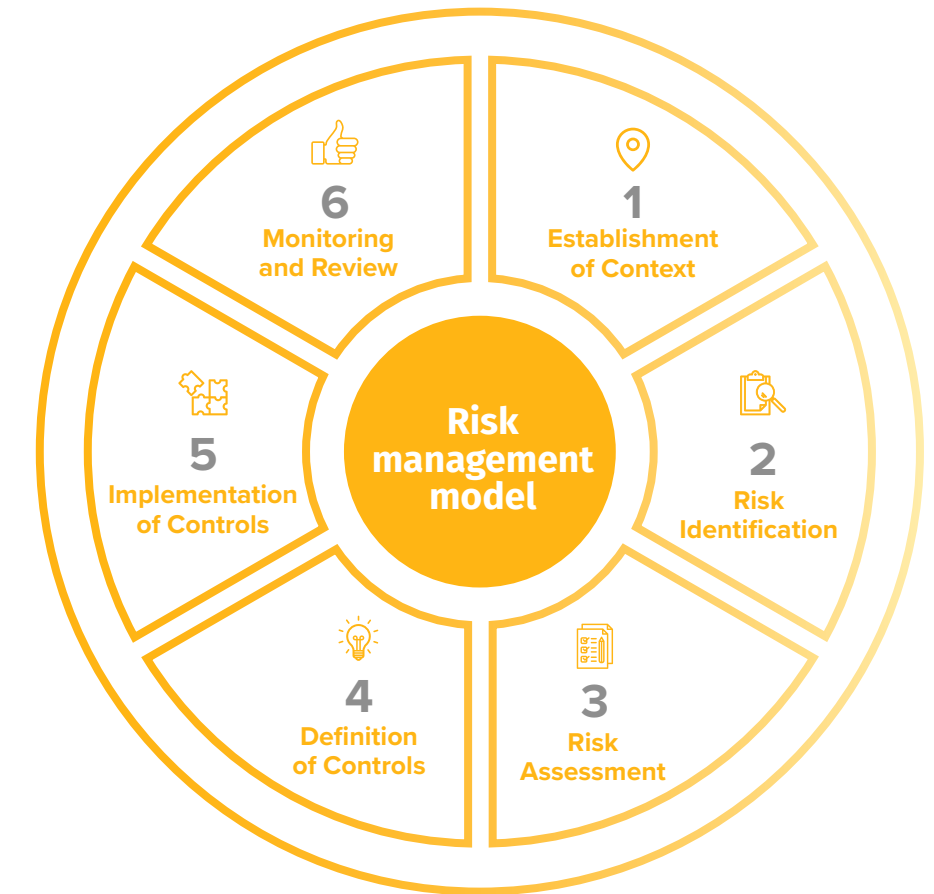 Risk
management
model
1
Establishment
of Context
2
Risk
Identification
3
Risk
Assessment
4
Definition
of Controls
5
Implementation
of Controls
6
Monitoring
and Review